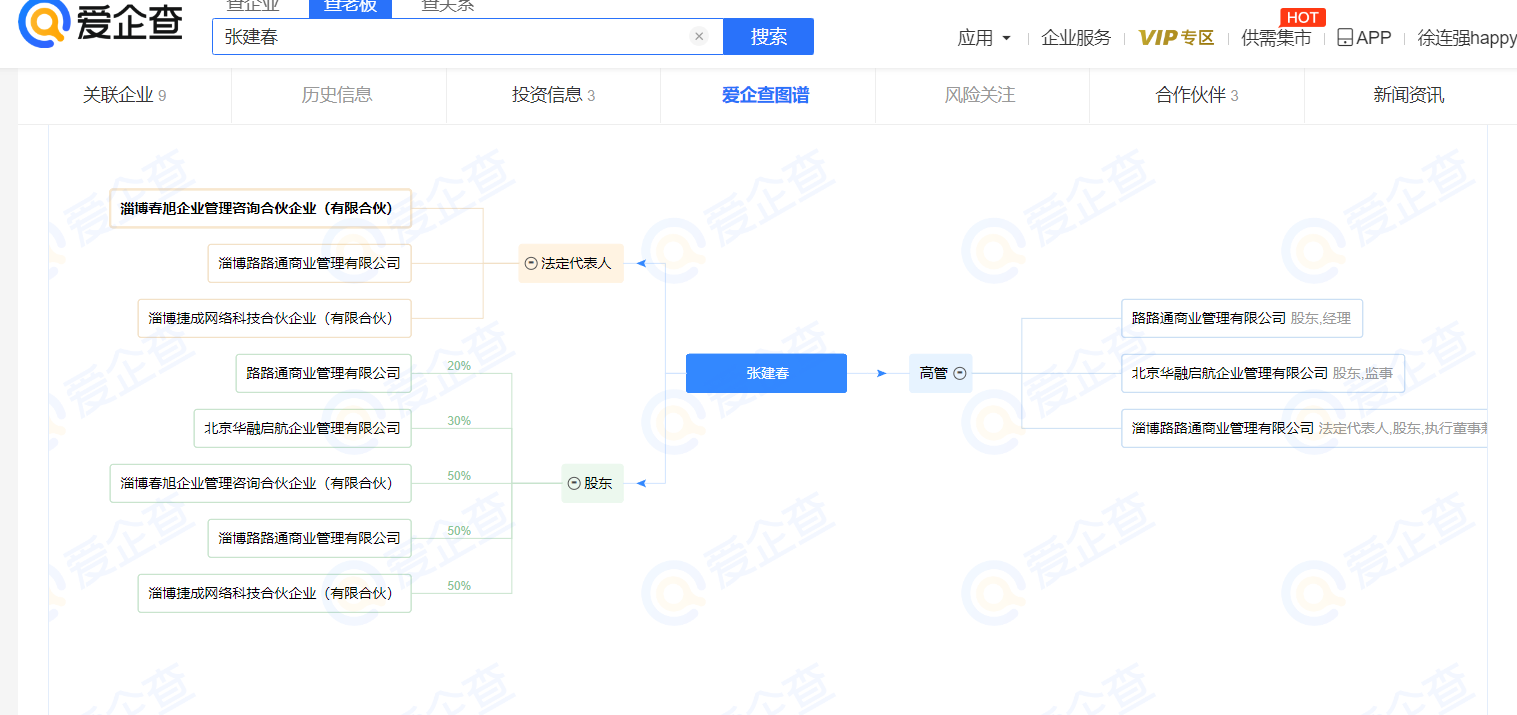 爱企查
查企业 查老板 查关系
张建春 × 搜索
应用 企业服务 VIP专区 供需集市 HOT APP 徐连强happy
关联企业 9 历史信息 投资信息 3 爱企查图谱 风险关注 合作伙伴 3 新闻资讯
淄博春旭企业管理咨询合伙企业（有限合伙）
淄博路路通商业管理有限公司
淄博捷成网络科技合伙企业（有限合伙）
法定代表人
路路通商业管理有限公司 20%
北京华融启航企业管理有限公司 30%
淄博春旭企业管理咨询合伙企业（有限合伙） 50%
淄博路路通商业管理有限公司 50%
淄博捷成网络科技合伙企业（有限合伙） 50%
股东
张建春
高管
路路通商业管理有限公司 股东,经理
北京华融启航企业管理有限公司 股东,监事
淄博路路通商业管理有限公司 法定代表人,股东,执行董事兼